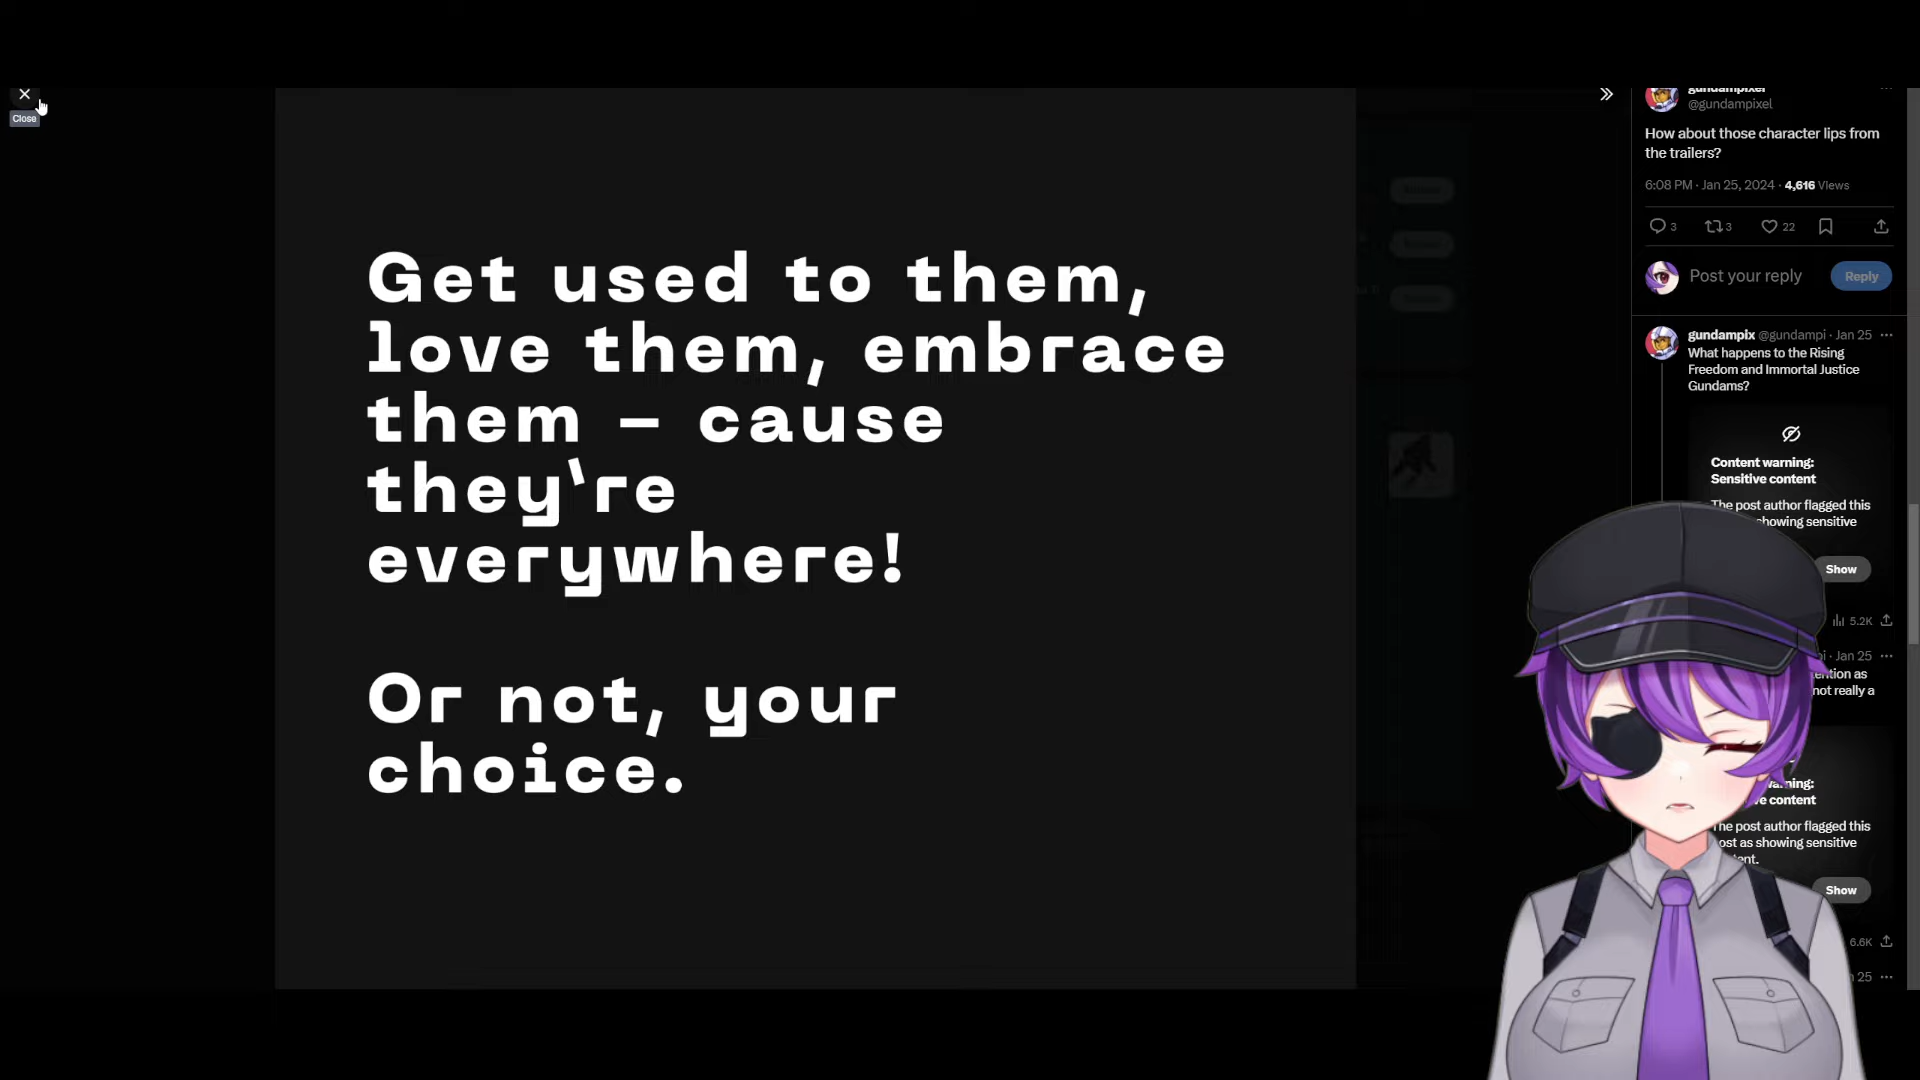 Close
Get used to them,
love them, embrace
them – cause
they're
everywhere!
Or not, your
choice.
gundampixel
@gundampixel
How about those character lips from
the trailers?
6:08 PM · Jan 25, 2024 · 4,616 Views
3 3 22
Post your reply
Reply
gundampix @gundampi · Jan 25
What happens to the Rising
Freedom and Immortal Justice
Gundams?
Content warning:
Sensitive content
The post author flagged this
showing sensitive
Show
5.2K
· Jan 25
not really a
content
The post author flagged this
post as showing sensitive
Show
6.6K
25